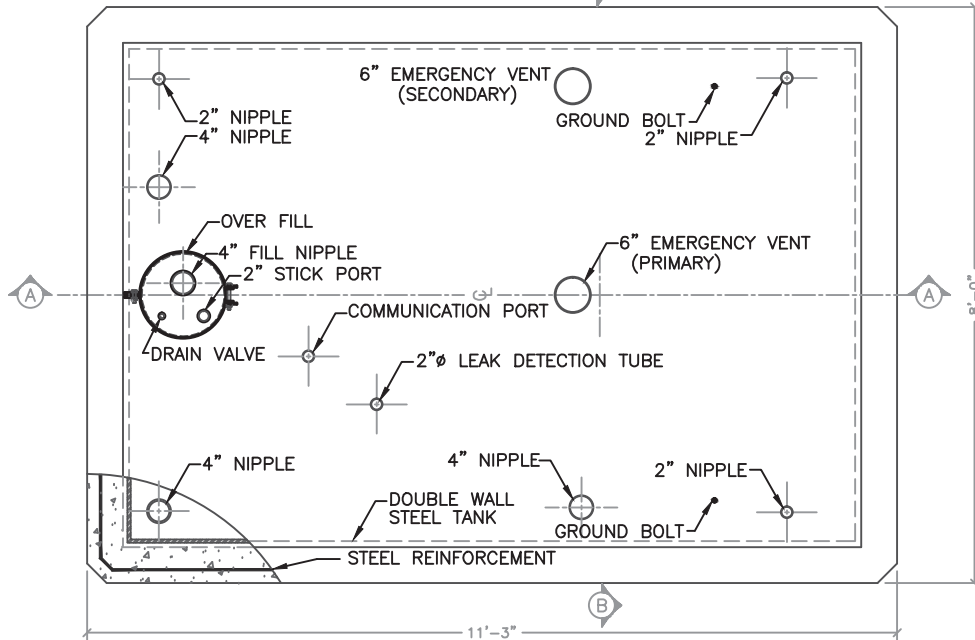 6” EMERGENCY VENT
(SECONDARY)
2” NIPPLE
GROUND BOLT
4” NIPPLE
2” NIPPLE
OVER FILL
4” FILL NIPPLE
6” EMERGENCY VENT
2” STICK PORT
(PRIMARY)
A
℄
A
8'-0"
COMMUNICATION PORT
DRAIN VALVE
2”ø LEAK DETECTION TUBE
4” NIPPLE
4” NIPPLE
2” NIPPLE
DOUBLE WALL
STEEL TANK
GROUND BOLT
STEEL REINFORCEMENT
B
11'-3"